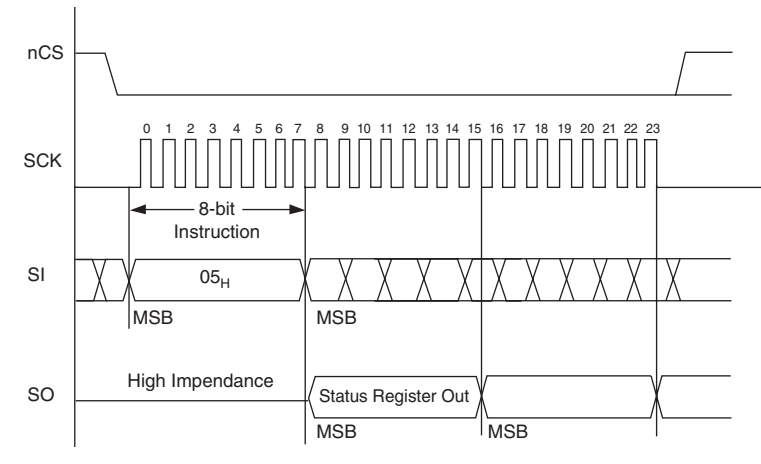 nCS
0 1 2 3 4 5 6 7 8 9 10 11 12 13 14 15 16 17 18 19 20 21 22 23
SCK
8-bit
Instruction
SI
05H
MSB
MSB
High Impendance
SO
Status Register Out
MSB
MSB